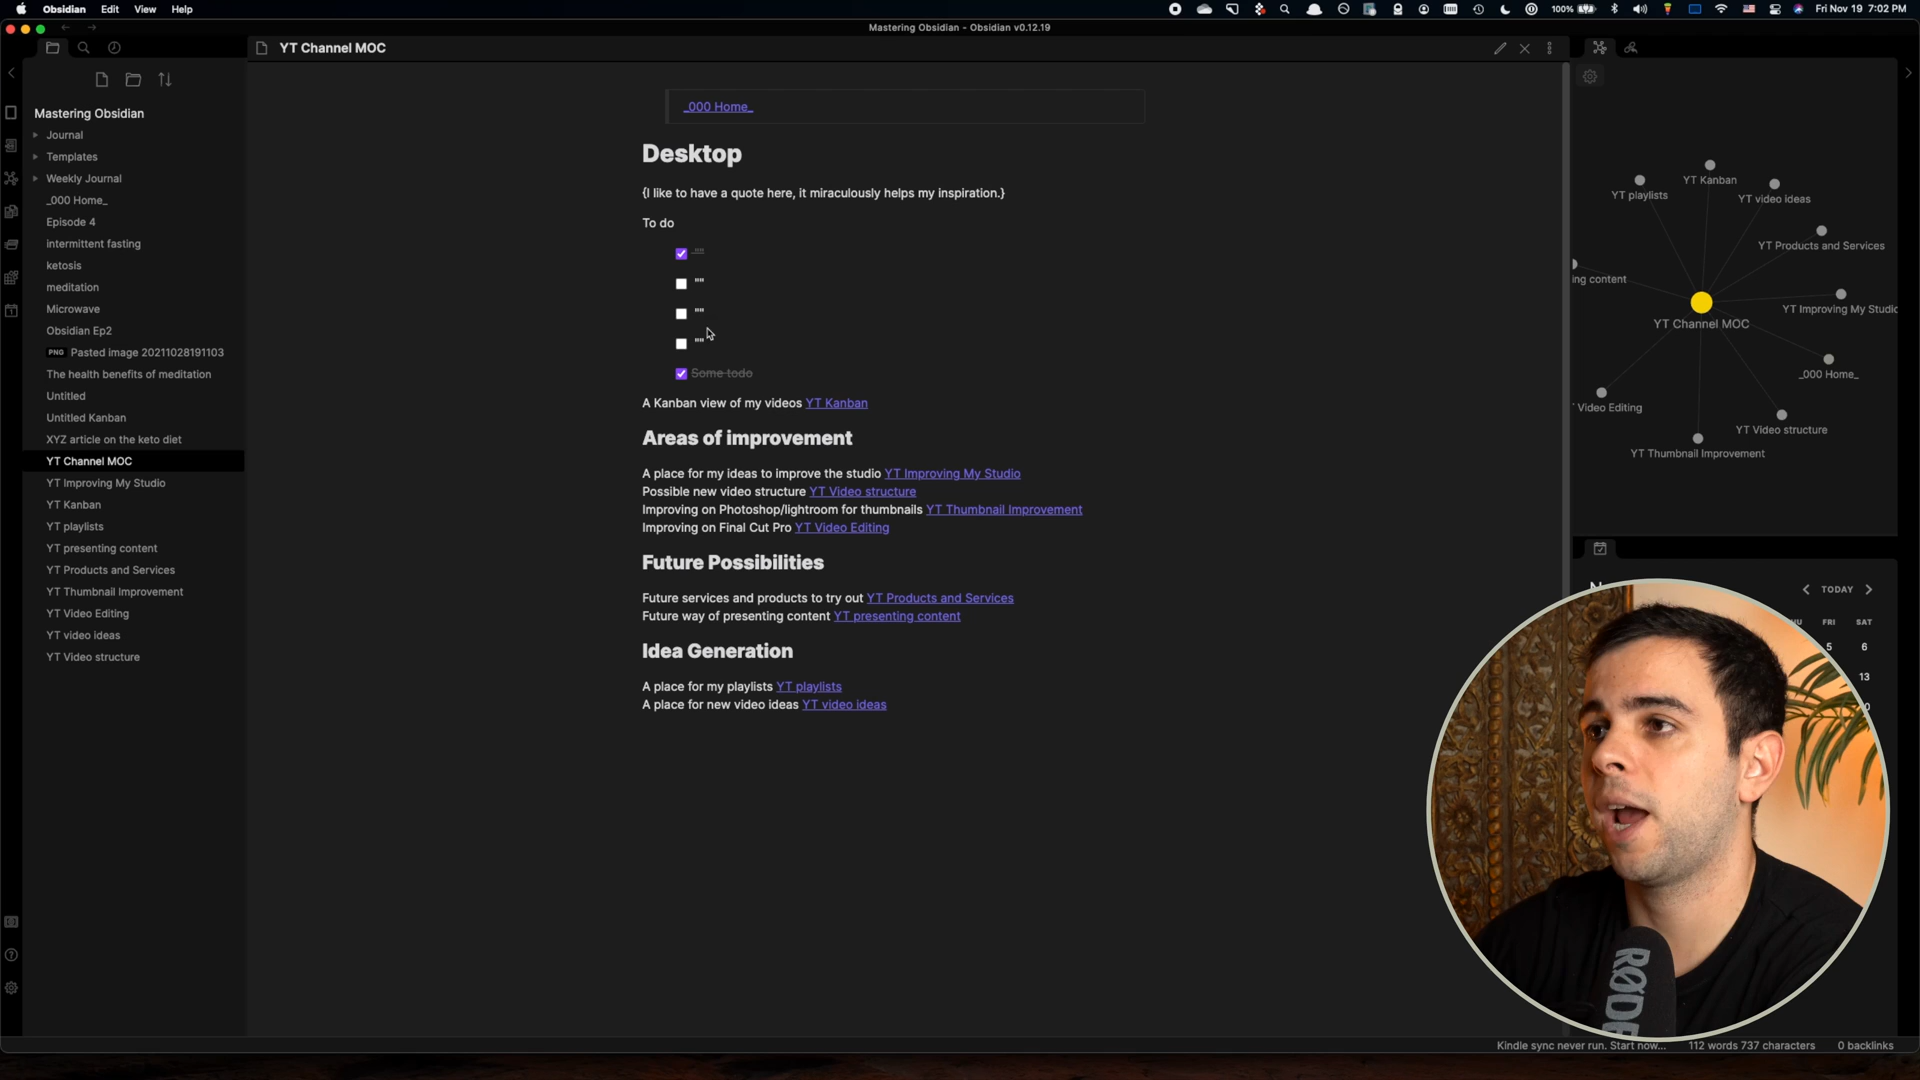 Obsidian Edit View Help
100%
Fri Nov 19 7:02 PM
Mastering Obsidian - Obsidian v0.12.19
YT Channel MOC
Mastering Obsidian
Journal
Templates
Weekly Journal
_000 Home_
Episode 4
intermittent fasting
ketosis
meditation
Microwave
Obsidian Ep2
PNG Pasted image 20211028191103
The health benefits of meditation
Untitled
Untitled Kanban
XYZ article on the keto diet
YT Channel MOC
YT Improving My Studio
YT Kanban
YT playlists
YT presenting content
YT Products and Services
YT Thumbnail Improvement
YT Video Editing
YT video ideas
YT Video structure
_000 Home_
Desktop
{I like to have a quote here, it miraculously helps my inspiration.}
To do
""
""
""
""
Some todo
A Kanban view of my videos YT Kanban
Areas of improvement
A place for my ideas to improve the studio YT Improving My Studio
Possible new video structure YT Video structure
Improving on Photoshop/lightroom for thumbnails YT Thumbnail Improvement
Improving on Final Cut Pro YT Video Editing
Future Possibilities
Future services and products to try out YT Products and Services
Future way of presenting content YT presenting content
Idea Generation
A place for my playlists YT playlists
A place for new video ideas YT video ideas
YT Kanban
YT playlists
YT video ideas
YT Products and Services
ing content
YT Improving My Studio
YT Channel MOC
_000 Home_
Video Editing
YT Video structure
YT Thumbnail Improvement
TODAY
FRI SAT
5 6
13
RØDE
Kindle sync never run. Start now...
112 words 737 characters
0 backlinks